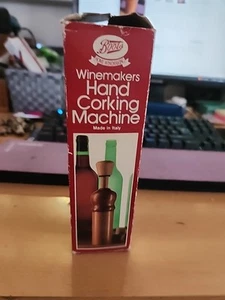 Boots
Winemakers
Hand
Corking
Machine
Made in Italy